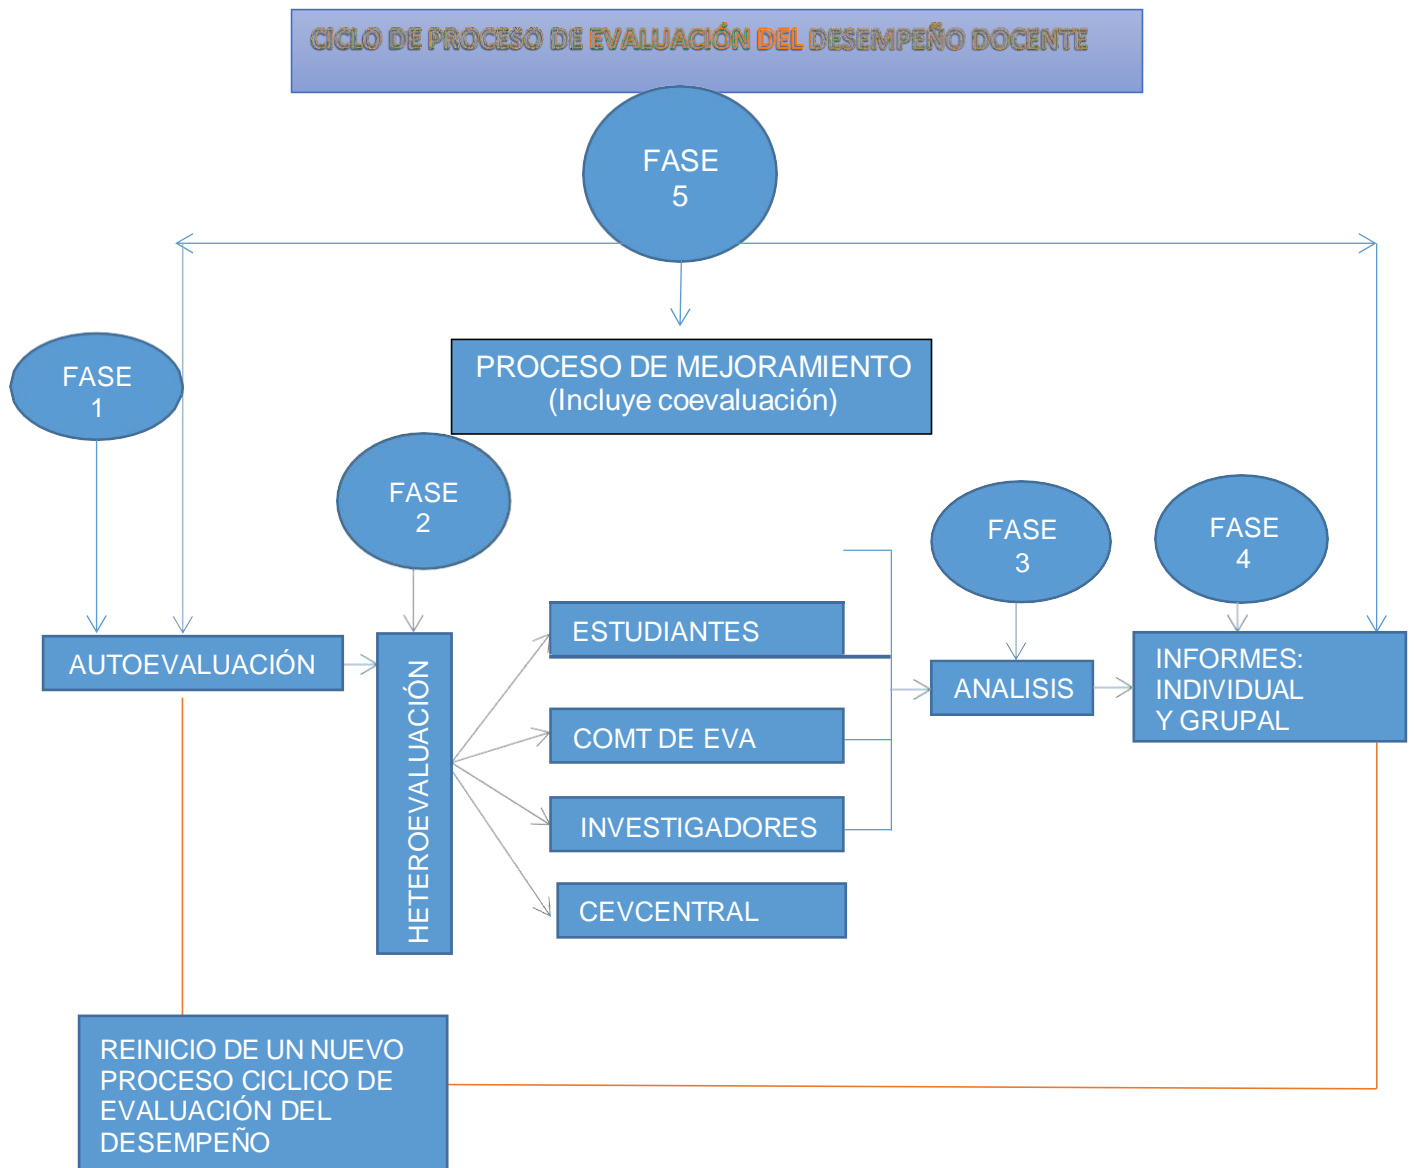 CICLO DE PROCESO DE EVALUACIÓN DEL DESEMPEÑO DOCENTE
FASE
5
PROCESO DE MEJORAMIENTO
(Incluye coevaluación)
FASE
1
FASE
2
FASE
3
FASE
4
AUTOEVALUACIÓN
HETEROEVALUACIÓN
ESTUDIANTES
COMT DE EVA
INVESTIGADORES
CEVCENTRAL
ANALISIS
INFORMES:
INDIVIDUAL
Y GRUPAL
REINICIO DE UN NUEVO
PROCESO CICLICO DE
EVALUACIÓN DEL
DESEMPEÑO